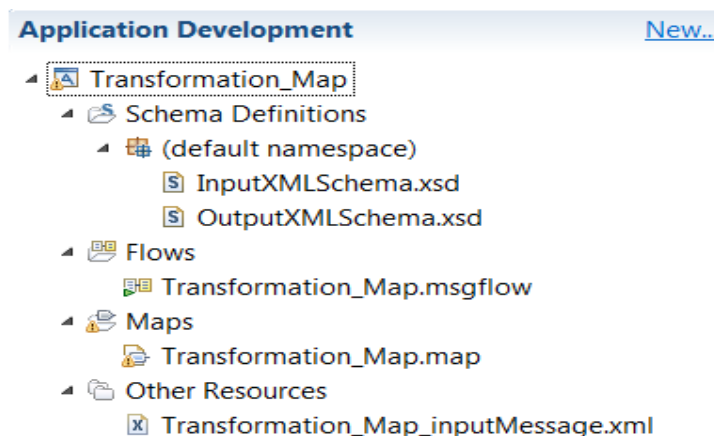 Application Development New...
Transformation_Map
Schema Definitions
(default namespace)
InputXMLSchema.xsd
OutputXMLSchema.xsd
Flows
Transformation_Map.msgflow
Maps
Transformation_Map.map
Other Resources
Transformation_Map_inputMessage.xml